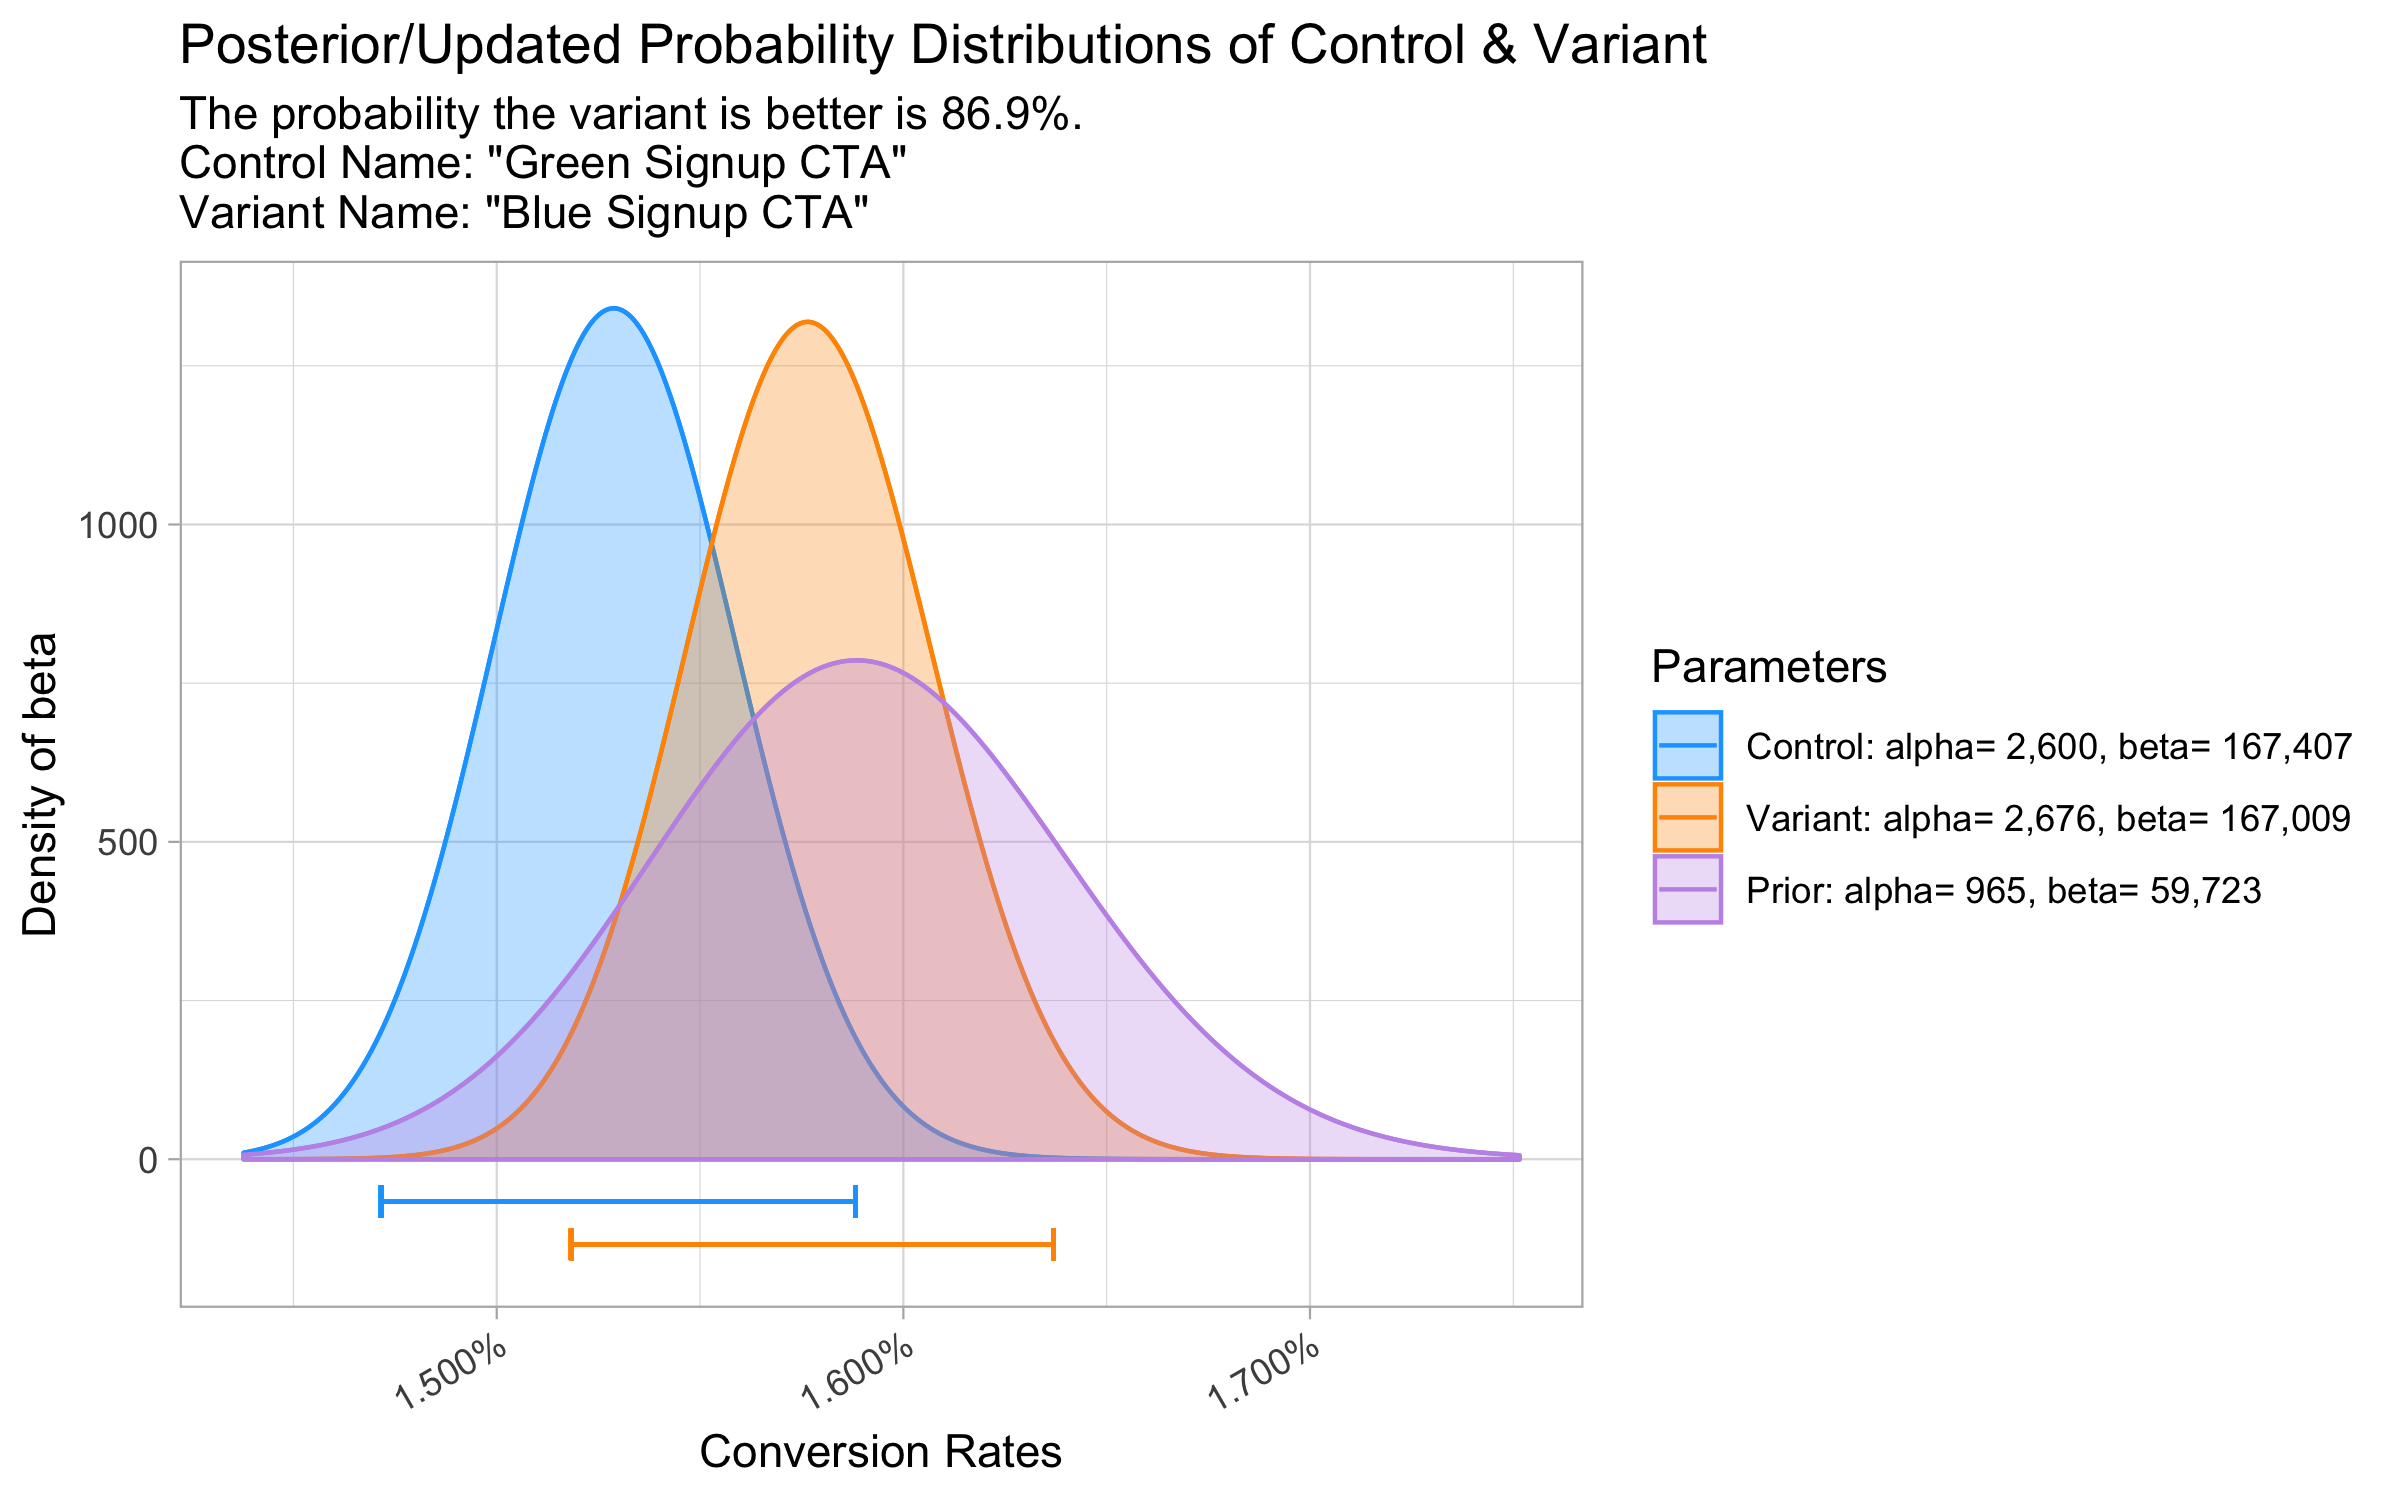 Posterior/Updated Probability Distributions of Control & Variant
The probability the variant is better is 86.9%.
Control Name: "Green Signup CTA"
Variant Name: "Blue Signup CTA"
1000
500
0
Density of beta
1.500%
1.600%
1.700%
Conversion Rates
Parameters
Control: alpha= 2,600, beta= 167,407
Variant: alpha= 2,676, beta= 167,009
Prior: alpha= 965, beta= 59,723